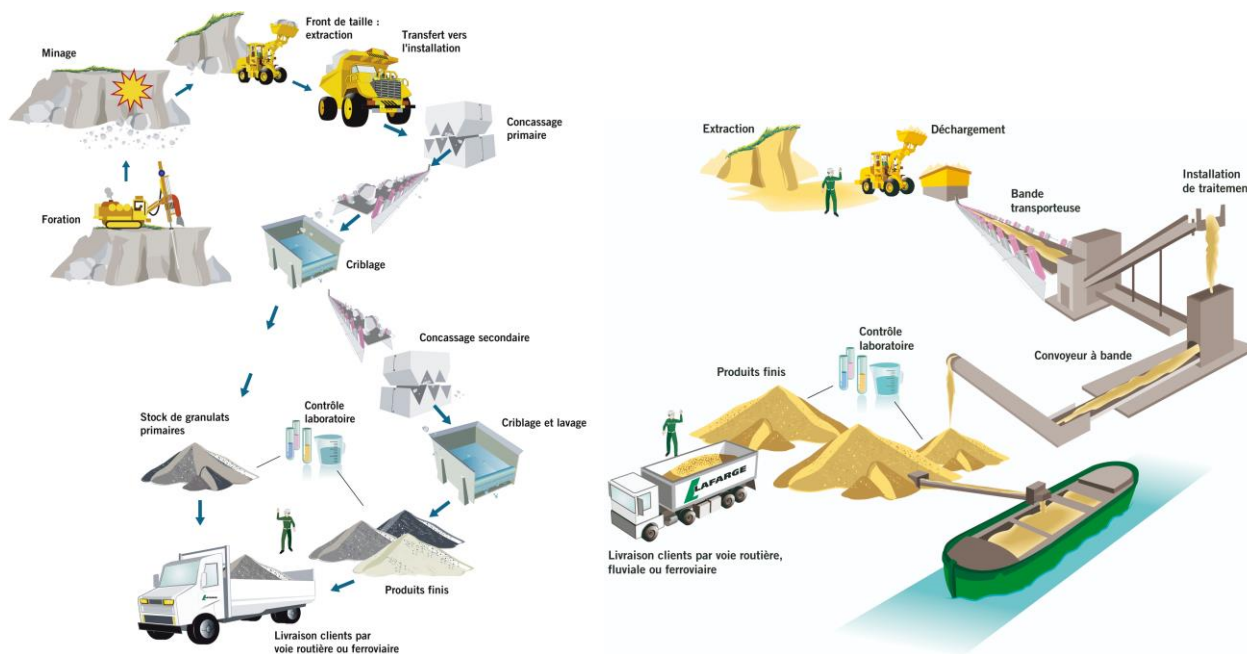 Minage
Front de taille :
extraction
Transfert vers
l'installation
Concassage
primaire
Foration
Criblage
Concassage secondaire
Stock de granulats
primaires
Contrôle
laboratoire
Criblage et lavage
Produits finis
Livraison clients par
voie routière ou ferroviaire
Extraction
Déchargement
Bande
transporteuse
Installation
de traitemen
Convoyeur à bande
Contrôle
laboratoire
Produits finis
LAFARGE
Livraison clients par voie routière,
fluviale ou ferroviaire